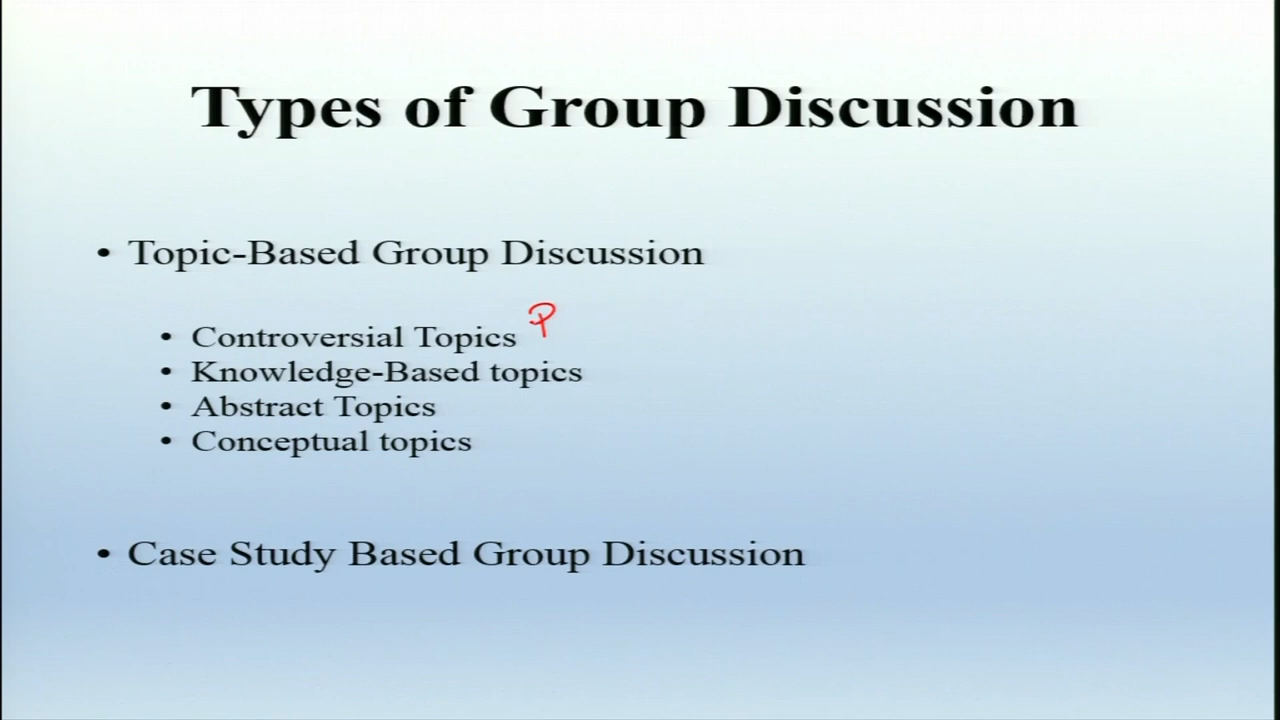 Types of Group Discussion
• Topic-Based Group Discussion
• Controversial Topics P
• Knowledge-Based topics
• Abstract Topics
• Conceptual topics
• Case Study Based Group Discussion